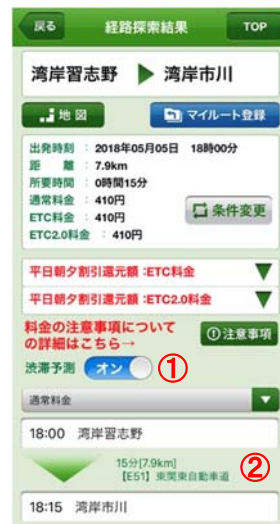 戻る 経路探索結果 TOP
湾岸習志野 ▶ 湾岸市川
地図 マイルート登録
出発時刻 : 2018年05月05日 18時00分
距離 : 7.9km
所要時間 : 0時間15分
通常料金 : 410円
ETC料金 : 410円
ETC2.0料金 : 410円
条件変更
平日朝夕割引還元額 :ETC料金 ▼
平日朝夕割引還元額 :ETC2.0料金 ▼
料金の注意事項について
の詳細はこちら→
注意事項
渋滞予測 オン ①
通常料金 ▼
18:00 湾岸習志野
15分[7.9km]
【E51】東関東自動車道 ②
18:15 湾岸市川